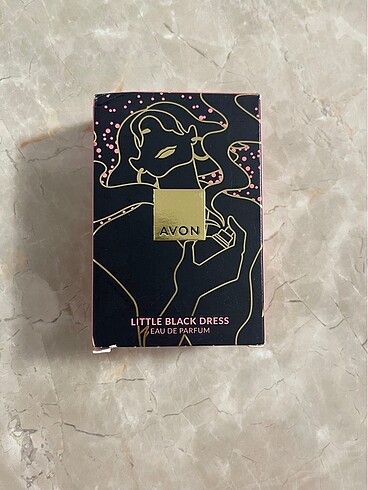 AVON
LITTLE BLACK DRESS
EAU DE PARFUM